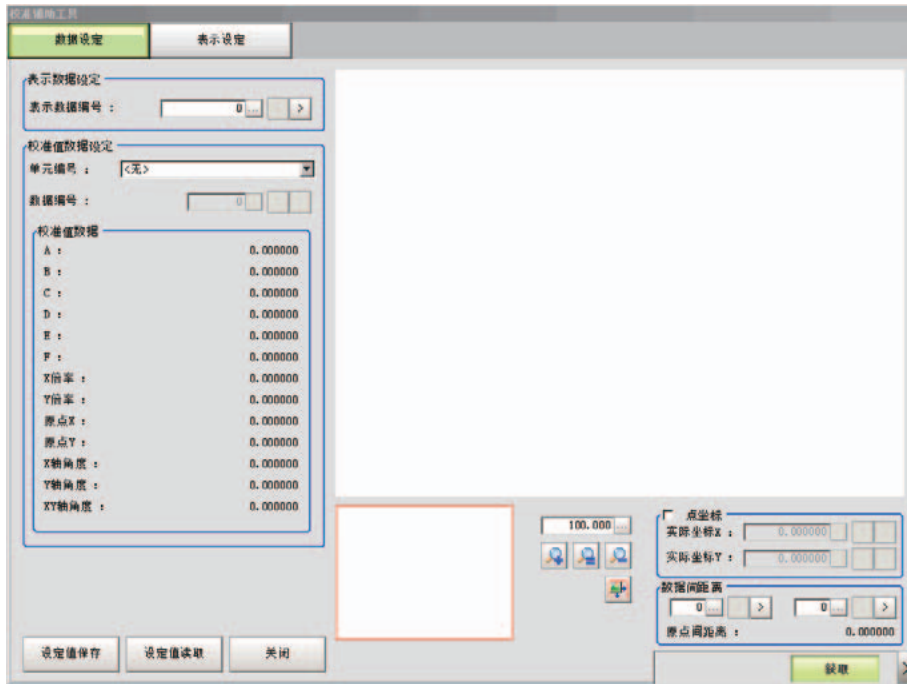 校准辅助工具
数据设定 表示设定
表示数据设定
表示数据编号 : 0 ... >
校准值数据设定
单元编号 : <无>
数据编号 : 0
校准值数据
A : 0.000000
B : 0.000000
C : 0.000000
D : 0.000000
E : 0.000000
F : 0.000000
X倍率 : 0.000000
Y倍率 : 0.000000
原点X : 0.000000
原点Y : 0.000000
X轴角度 : 0.000000
Y轴角度 : 0.000000
XY轴角度 : 0.000000
100.000 ...
点坐标
实际坐标X : 0.000000
实际坐标Y : 0.000000
数据间距离
0 ... > 0 ... >
原点间距离 : 0.000000
设定值保存 设定值读取 关闭
获取